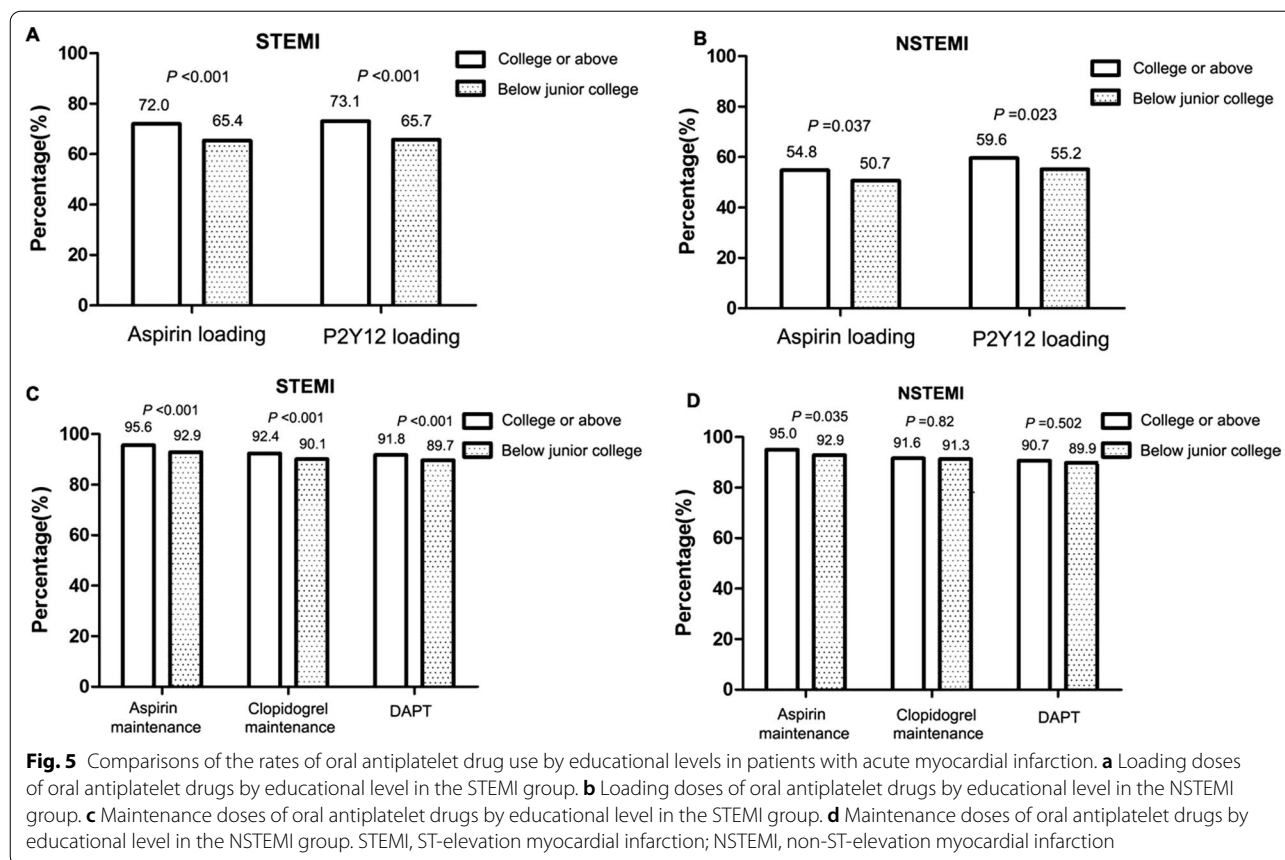 A
STEMI
College or above
Below junior college
P <0.001
P <0.001
72.0
65.4
73.1
65.7
Percentage(%)
100
80
60
40
20
0
Aspirin loading
P2Y12 loading
B
NSTEMI
College or above
Below junior college
P =0.037
P =0.023
54.8
50.7
59.6
55.2
Percentage(%)
100
80
60
40
20
0
Aspirin loading
P2Y12 loading
C
STEMI
College or above
Below junior college
P <0.001
P <0.001
P <0.001
95.6
92.9
92.4
90.1
91.8
89.7
Percentage(%)
100
80
60
40
20
0
Aspirin
maintenance
Clopidogrel
maintenance
DAPT
D
NSTEMI
College or above
Below junior college
P =0.035
P =0.82
P =0.502
95.0
92.9
91.6
91.3
90.7
89.9
Percentage(%)
100
80
60
40
20
0
Aspirin
maintenance
Clopidogrel
maintenance
DAPT
Fig. 5 Comparisons of the rates of oral antiplatelet drug use by educational levels in patients with acute myocardial infarction. a Loading doses
of oral antiplatelet drugs by educational level in the STEMI group. b Loading doses of oral antiplatelet drugs by educational level in the NSTEMI
group. c Maintenance doses of oral antiplatelet drugs by educational level in the STEMI group. d Maintenance doses of oral antiplatelet drugs by
educational level in the NSTEMI group. STEMI, ST-elevation myocardial infarction; NSTEMI, non-ST-elevation myocardial infarction